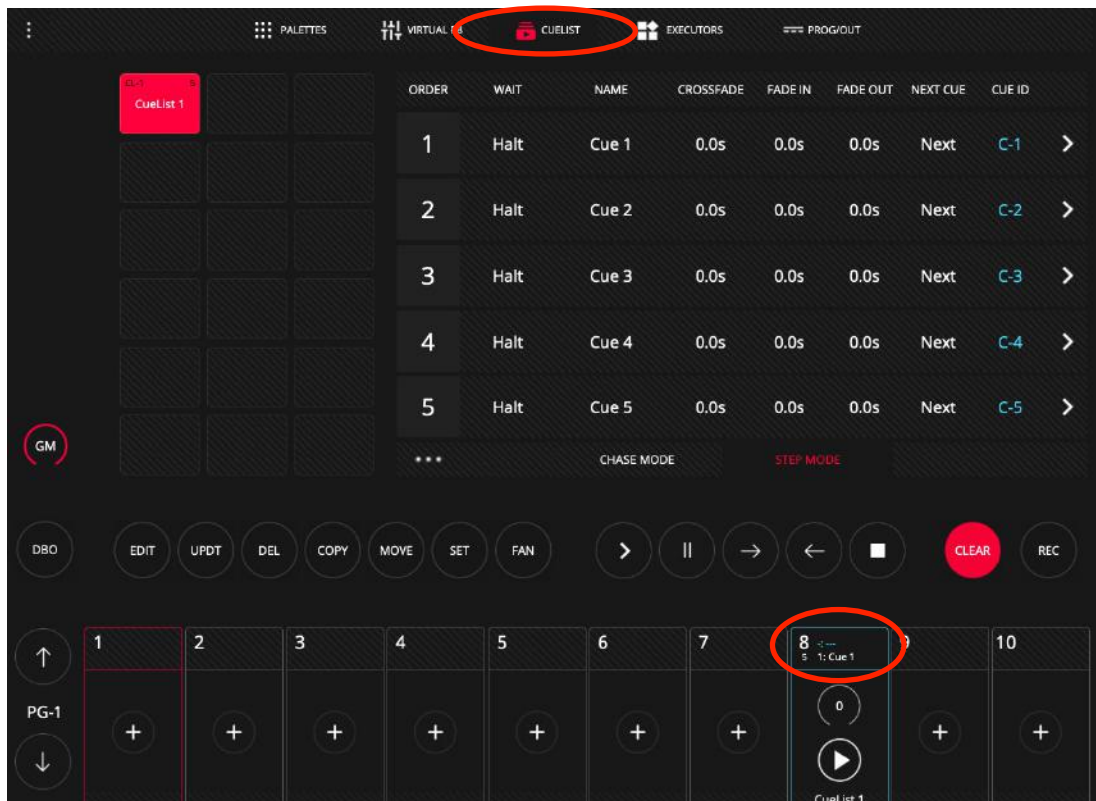 PALETTES VIRTUAL PB CUELIST EXECUTORS PROG/OUT
CL-1 5
CueList 1
ORDER WAIT NAME CROSSFADE FADE IN FADE OUT NEXT CUE CUE ID
1 Halt Cue 1 0.0s 0.0s 0.0s Next C-1
2 Halt Cue 2 0.0s 0.0s 0.0s Next C-2
3 Halt Cue 3 0.0s 0.0s 0.0s Next C-3
4 Halt Cue 4 0.0s 0.0s 0.0s Next C-4
5 Halt Cue 5 0.0s 0.0s 0.0s Next C-5
GM
CHASE MODE STEP MODE
DBO EDIT UPDT DEL COPY MOVE SET FAN CLEAR REC
1 2 3 4 5 6 7 8 -:-- 9 10
5 1: Cue 1
PG-1
0
CueList 1